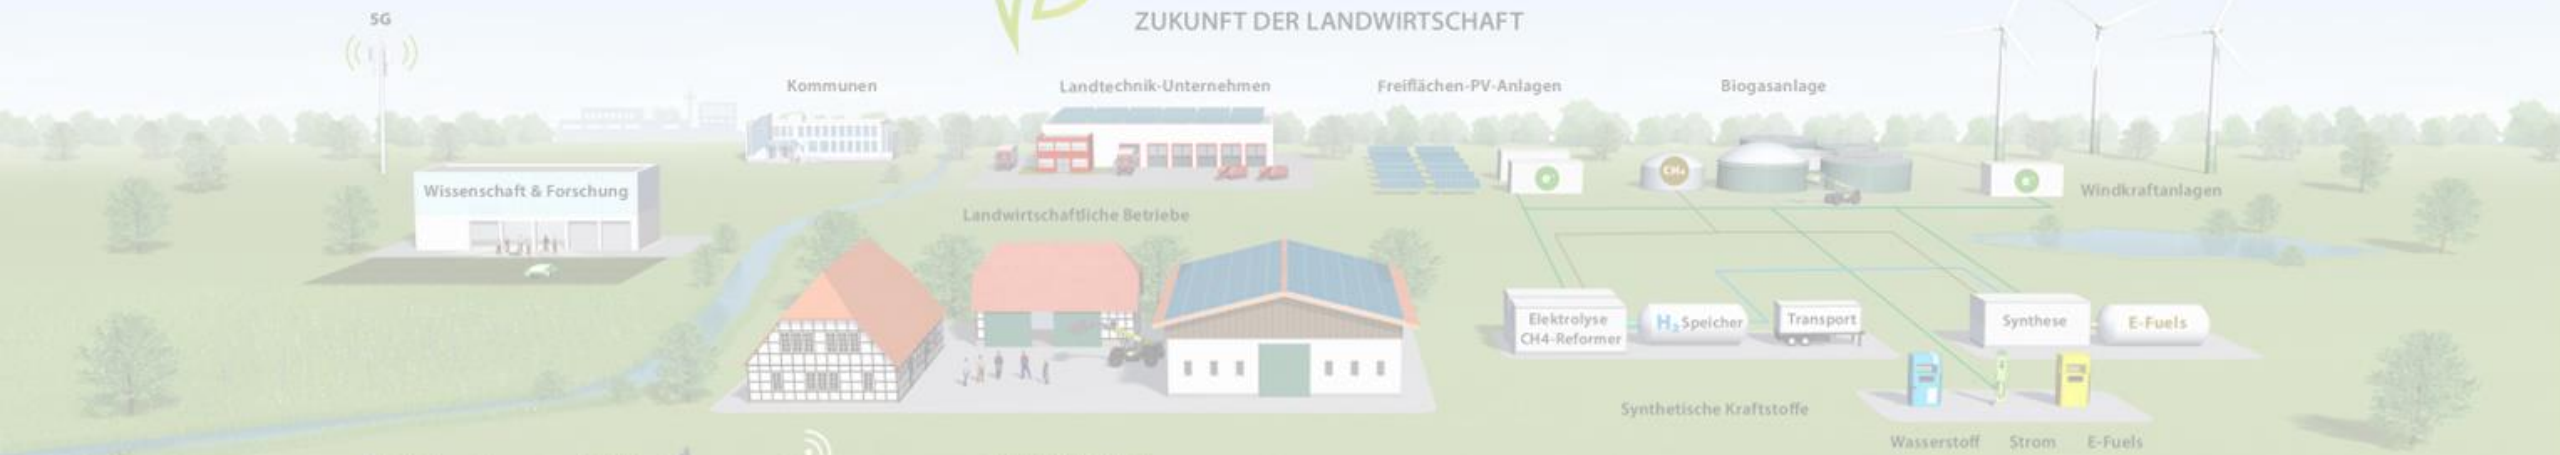 5G
ZUKUNFT DER LANDWIRTSCHAFT
Kommunen
Landtechnik-Unternehmen
Freiflächen-PV-Anlagen
Biogasanlage
CH₄
Wissenschaft & Forschung
Windkraftanlagen
Landwirtschaftliche Betriebe
Elektrolyse
CH4-Reformer
H₂ Speicher
Transport
Synthese
E-Fuels
Synthetische Kraftstoffe
Wasserstoff
Strom
E-Fuels